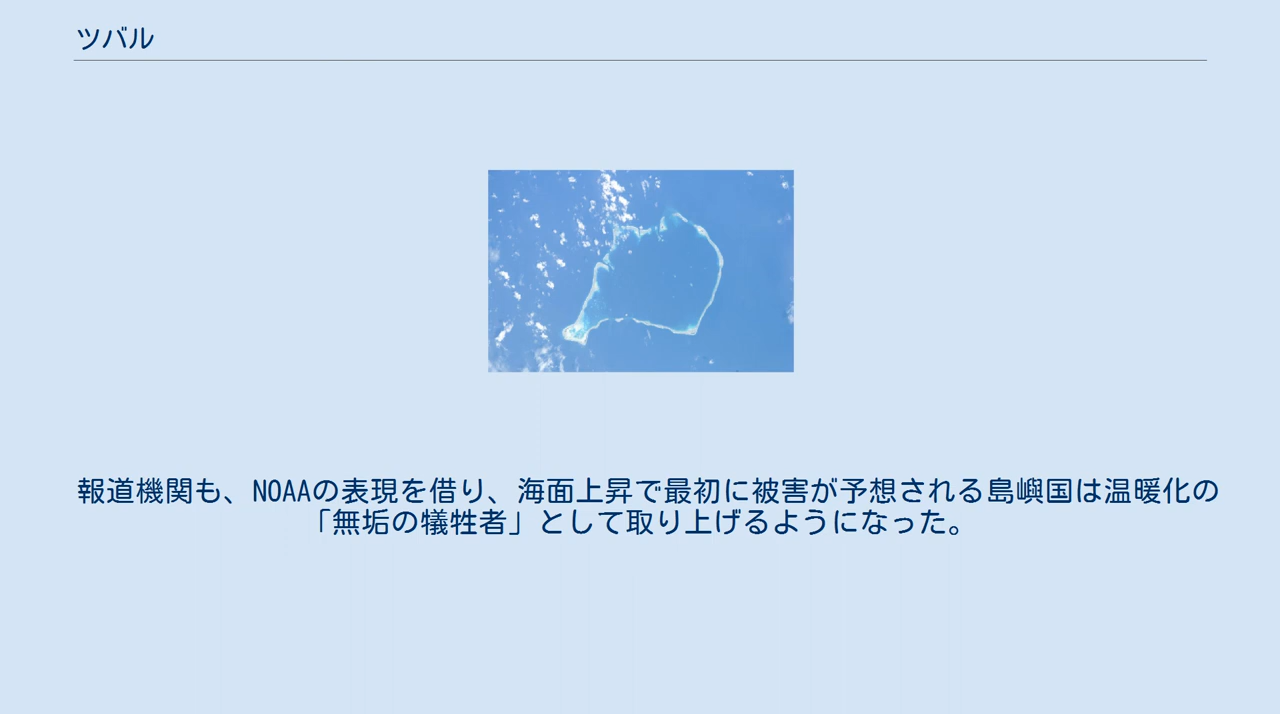 ツバル
報道機関も、NOAAの表現を借り、海面上昇で最初に被害が予想される島嶼国は温暖化の
「無垢の犠牲者」として取り上げるようになった。